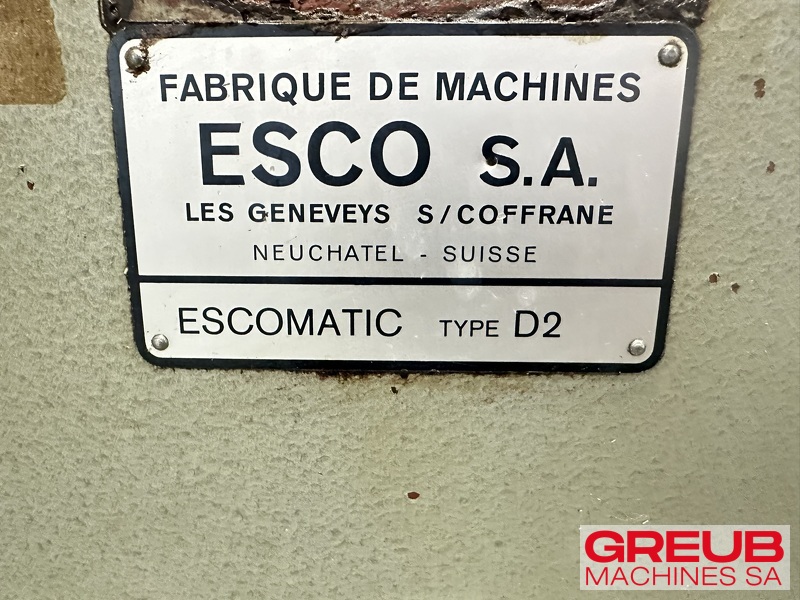 FABRIQUE DE MACHINES
ESCO S.A.
LES GENEVEYS S/COFFRANE
NEUCHATEL - SUISSE
ESCOMATIC TYPE D2
GREUB
MACHINES SA